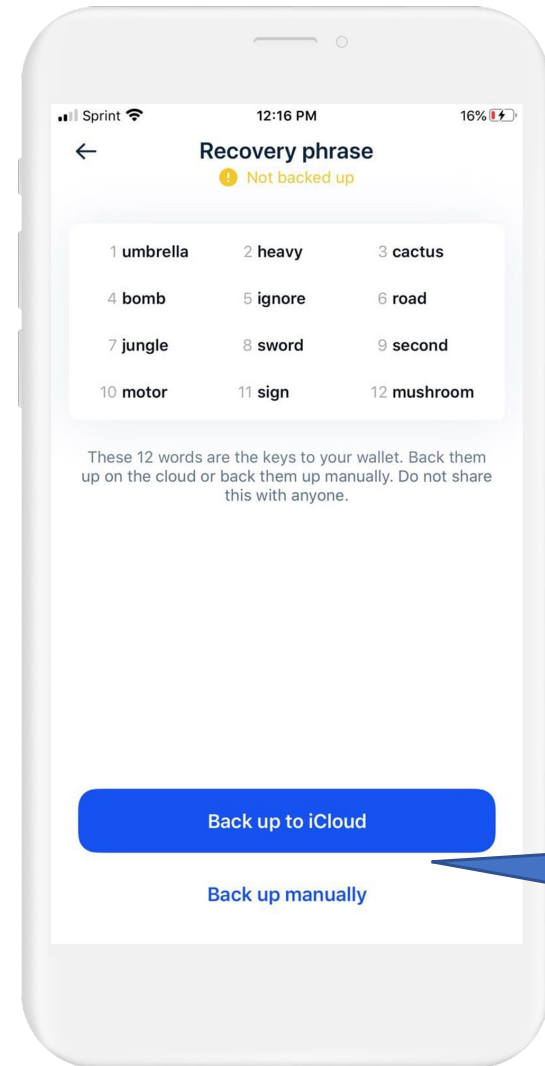 Sprint 12:16 PM 16%
Recovery phrase
Not backed up
1 umbrella 2 heavy 3 cactus
4 bomb 5 ignore 6 road
7 jungle 8 sword 9 second
10 motor 11 sign 12 mushroom
These 12 words are the keys to your wallet. Back them
up on the cloud or back them up manually. Do not share
this with anyone.
Back up to iCloud
Back up manually